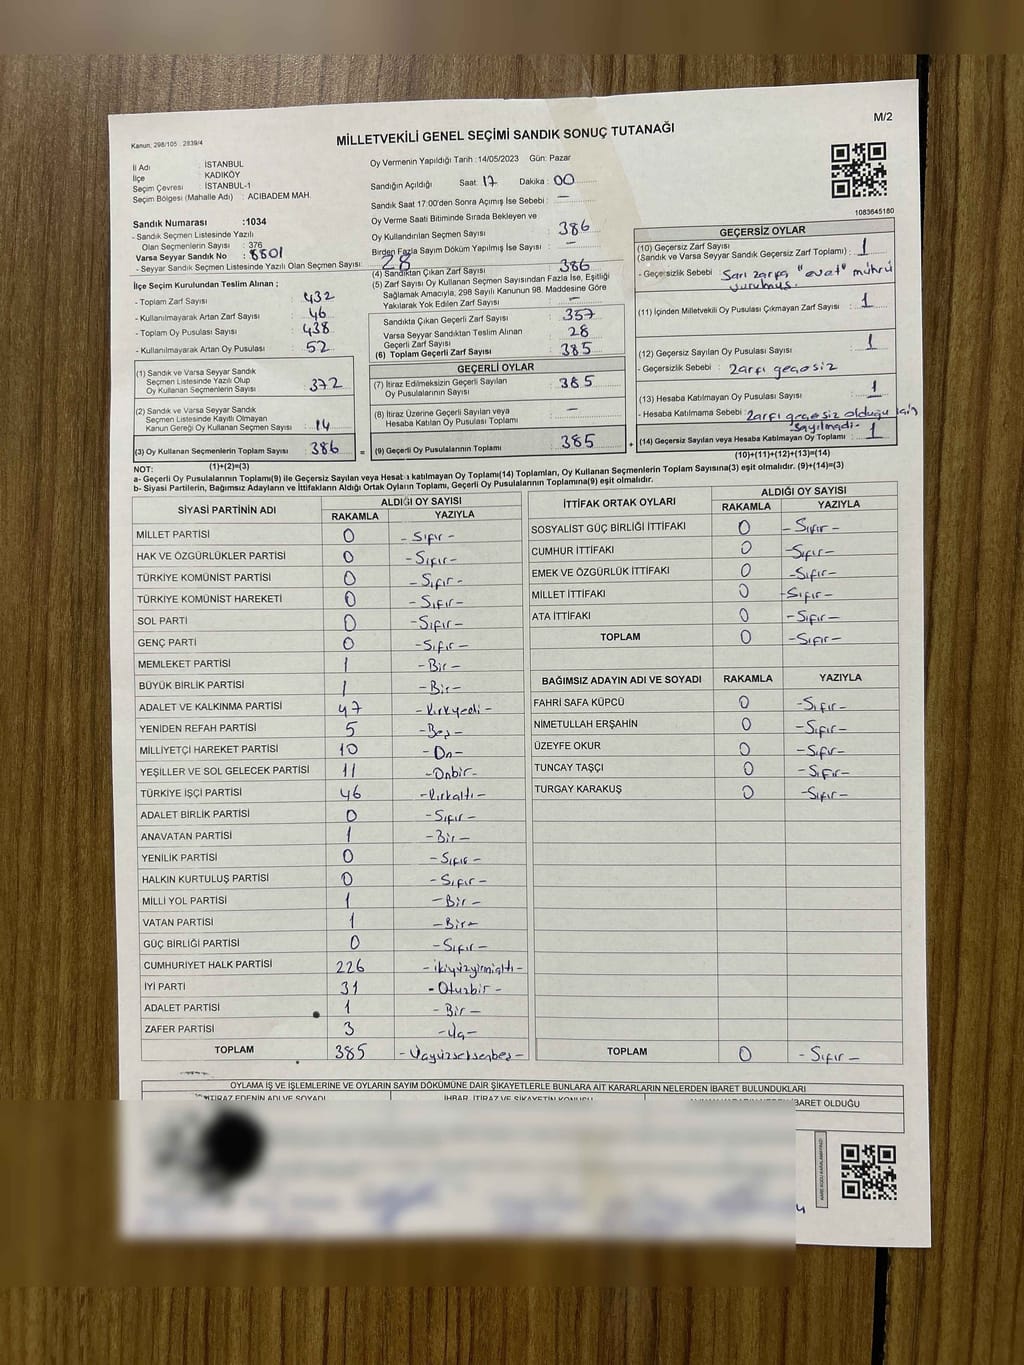 M/2
Kanun, 298/105 2839/4
MİLLETVEKİLİ GENEL SEÇİMİ SANDIK SONUÇ TUTANAĞI
İl Adı : İSTANBUL
İlçe : KADIKÖY
Seçim Çevresi : İSTANBUL-1
Seçim Bölgesi (Mahalle Adı) : ACIBADEM MAH.
Sandık Numarası :1034
- Sandık Seçmen Listesinde Yazılı
Olan Seçmenlerin Sayısı : 376
Varsa Seyyar Sandık No : 8801
- Seyyar Sandık Seçmen Listesinde Yazılı Olan Seçmen Sayısı: 28
İlçe Seçim Kurulundan Teslim Alınan ;
- Toplam Zarf Sayısı : 432
- Kullanılmayarak Artan Zarf Sayısı : 46
- Toplam Oy Pusulası Sayısı : 438
- Kullanılmayarak Artan Oy Pusulası : 52
(1) Sandık ve Varsa Seyyar Sandık
Seçmen Listesinde Yazılı Olup
Oy Kullanan Seçmenlerin Sayısı : 372
(2) Sandık ve Varsa Seyyar Sandık
Seçmen Listesinde Kayıtlı Olmayan
Kanun Gereği Oy Kullanan Seçmen Sayısı : 14
(3) Oy Kullanan Seçmenlerin Toplam Sayısı : 386
(1)+(2)=(3)
Oy Vermenin Yapıldığı Tarih : 14/05/2023 Gün: Pazar
Sandığın Açıldığı Saat : 17 Dakika : 00
Sandık Saat 17:00'den Sonra Açılmış İse Sebebi : —
Oy Verme Saati Bitiminde Sırada Bekleyen ve
Oy Kullandırılan Seçmen Sayısı : 386
Birden Fazla Sayım Döküm Yapılmış İse Sayısı : —
(4) Sandıktan Çıkan Zarf Sayısı : 386
(5) Zarf Sayısı Oy Kullanan Seçmen Sayısından Fazla İse, Eşitliği
Sağlamak Amacıyla, 298 Sayılı Kanunun 98. Maddesine Göre
Yakılarak Yok Edilen Zarf Sayısı : —
Sandıkta Çıkan Geçerli Zarf Sayısı : 357
Varsa Seyyar Sandıktan Teslim Alınan
Geçerli Zarf Sayısı : 28
(6) Toplam Geçerli Zarf Sayısı : 385
GEÇERLİ OYLAR
(7) İtiraz Edilmeksizin Geçerli Sayılan
Oy Pusulalarının Sayısı : 385
(8) İtiraz Üzerine Geçerli Sayılan veya
Hesaba Katılan Oy Pusulası Toplamı : —
= (9) Geçerli Oy Pusulalarının Toplamı : 385
1083645160
GEÇERSİZ OYLAR
(10) Geçersiz Zarf Sayısı
(Sandık ve Varsa Seyyar Sandık Geçersiz Zarf Toplamı) : 1
- Geçersizlik Sebebi : Sarı zarfa "evet" mührü
vurulmuş.
(11) İçinden Milletvekili Oy Pusulası Çıkmayan Zarf Sayısı : 1
(12) Geçersiz Sayılan Oy Pusulası Sayısı : 1
- Geçersizlik Sebebi : zarfı geçersiz
(13) Hesaba Katılmayan Oy Pusulası Sayısı : 1
- Hesaba Katılmama Sebebi : Zarfı geçersiz olduğu için
sayılmadı.
+ (14) Geçersiz Sayılan veya Hesaba Katılmayan Oy Toplamı : 1
(10)+(11)+(12)+(13)=(14)
NOT:
a- Geçerli Oy Pusulalarının Toplamı(9) ile Geçersiz Sayılan veya Hesaba katılmayan Oy Toplamı(14) Toplamları, Oy Kullanan Seçmenlerin Toplam Sayısına(3) eşit olmalıdır. (9)+(14)=(3)
b- Siyasi Partilerin, Bağımsız Adayların ve İttifakların Aldığı Ortak Oyların Toplamı, Geçerli Oy Pusulalarının Toplamına(9) eşit olmalıdır.
SİYASİ PARTİNİN ADI ALDIĞI OY SAYISI
RAKAMLA YAZIYLA
MİLLET PARTİSİ 0 - Sıfır -
HAK VE ÖZGÜRLÜKLER PARTİSİ 0 - Sıfır -
TÜRKİYE KOMÜNİST PARTİSİ 0 - Sıfır -
TÜRKİYE KOMÜNİST HAREKETİ 0 - Sıfır -
SOL PARTİ 0 - Sıfır -
GENÇ PARTİ 0 - Sıfır -
MEMLEKET PARTİSİ 1 - Bir -
BÜYÜK BİRLİK PARTİSİ 1 - Bir -
ADALET VE KALKINMA PARTİSİ 47 - Kırkyedi -
YENİDEN REFAH PARTİSİ 5 - Beş -
MİLLİYETÇİ HAREKET PARTİSİ 10 - On -
YEŞİLLER VE SOL GELECEK PARTİSİ 11 - Onbir -
TÜRKİYE İŞÇİ PARTİSİ 46 - Kırkaltı -
ADALET BİRLİK PARTİSİ 0 - Sıfır -
ANAVATAN PARTİSİ 1 - Bir -
YENİLİK PARTİSİ 0 - Sıfır -
HALKIN KURTULUŞ PARTİSİ 0 - Sıfır -
MİLLİ YOL PARTİSİ 1 - Bir -
VATAN PARTİSİ 1 - Bir -
GÜÇ BİRLİĞİ PARTİSİ 0 - Sıfır -
CUMHURİYET HALK PARTİSİ 226 - ikiyüzyirmialtı -
İYİ PARTİ 31 - Otuzbir -
ADALET PARTİSİ 1 - Bir -
ZAFER PARTİSİ 3 - Üç -
TOPLAM 385 - Üçyüzseksenbeş -
İTTİFAK ORTAK OYLARI ALDIĞI OY SAYISI
RAKAMLA YAZIYLA
SOSYALİST GÜÇ BİRLİĞİ İTTİFAKI 0 - Sıfır -
CUMHUR İTTİFAKI 0 - Sıfır -
EMEK VE ÖZGÜRLÜK İTTİFAKI 0 - Sıfır -
MİLLET İTTİFAKI 0 - Sıfır -
ATA İTTİFAKI 0 - Sıfır -
TOPLAM 0 - Sıfır -
BAĞIMSIZ ADAYIN ADI VE SOYADI RAKAMLA YAZIYLA
FAHRİ SAFA KÜPCÜ 0 - Sıfır -
NİMETULLAH ERŞAHİN 0 - Sıfır -
ÜZEYFE OKUR 0 - Sıfır -
TUNCAY TAŞÇI 0 - Sıfır -
TURGAY KARAKUŞ 0 - Sıfır -
TOPLAM 0 - Sıfır -
OYLAMA İŞ VE İŞLEMLERİNE VE OYLARIN SAYIM DÖKÜMÜNE DAİR ŞİKAYETLERLE BUNLARA AİT KARARLARIN NELERDEN İBARET BULUNDUKLARI
İTİRAZ EDENİN ADI VE SOYADI İHBAR, İTİRAZ VE ŞİKAYETİN KONUSU İBARET OLDUĞU